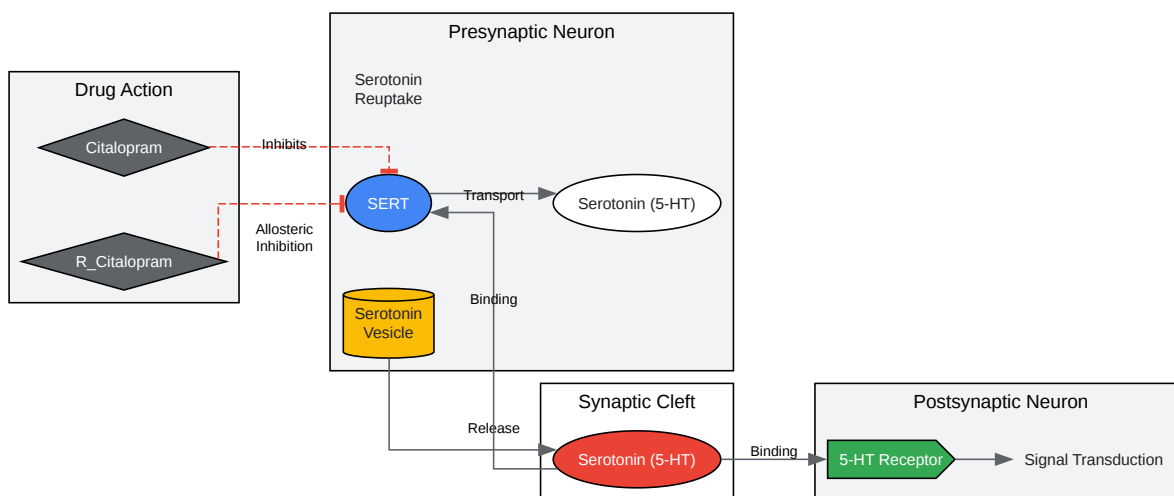 Presynaptic Neuron
Drug Action
Serotonin
Reuptake
Citalopram
Inhibits
SERT
Transport
Serotonin (5-HT)
Allosteric
Inhibition
R_Citalopram
Binding
Serotonin
Vesicle
Synaptic Cleft
Postsynaptic Neuron
Release
Serotonin (5-HT)
Binding
5-HT Receptor
Signal Transduction